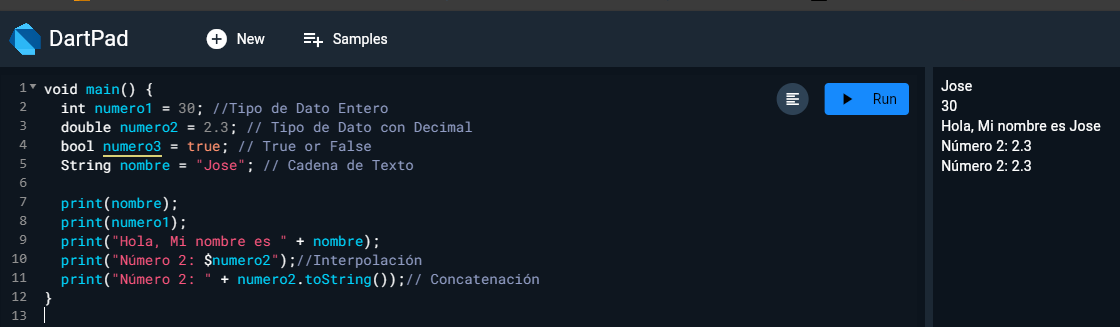 DartPad New Samples
1 void main() {
2 int numero1 = 30; //Tipo de Dato Entero
3 double numero2 = 2.3; // Tipo de Dato con Decimal
4 bool numero3 = true; // True or False
5 String nombre = "Jose"; // Cadena de Texto
6
7 print(nombre);
8 print(numero1);
9 print("Hola, Mi nombre es " + nombre);
10 print("Número 2: $numero2");//Interpolación
11 print("Número 2: " + numero2.toString());// Concatenación
12 }
13
Run
Jose
30
Hola, Mi nombre es Jose
Número 2: 2.3
Número 2: 2.3